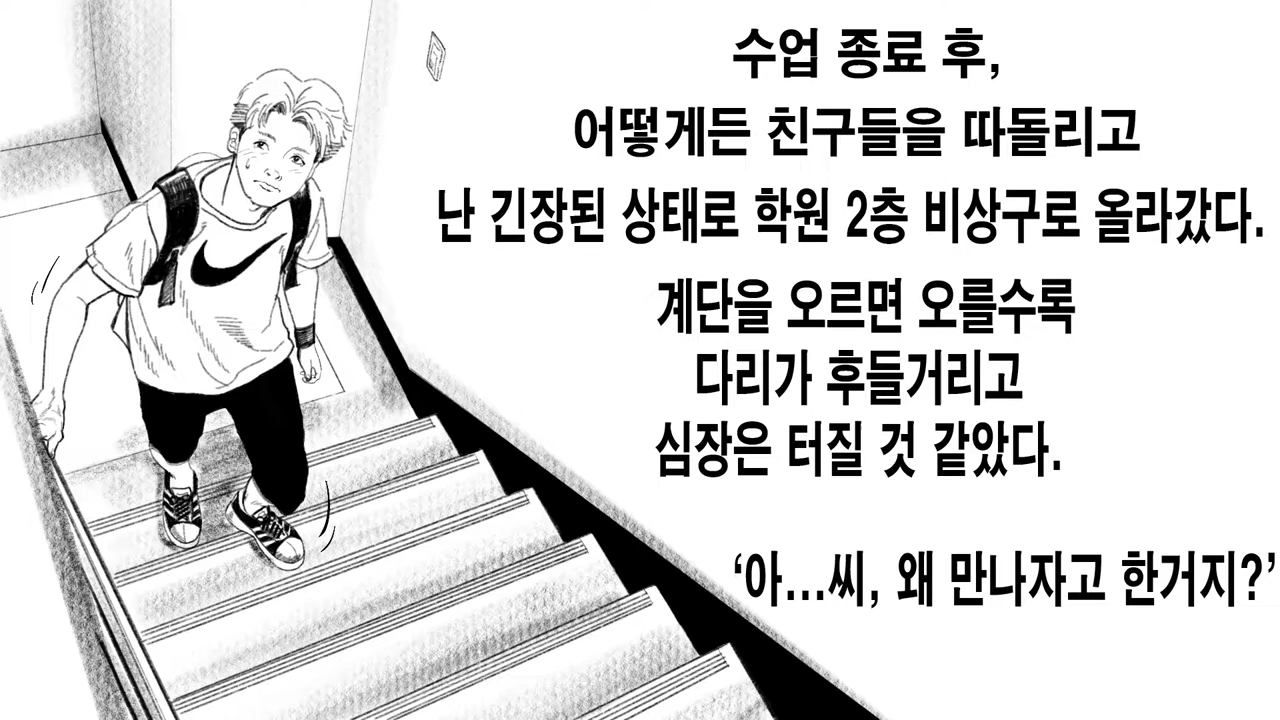 수업 종료 후,
어떻게든 친구들을 따돌리고
난 긴장된 상태로 학원 2층 비상구로 올라갔다.
계단을 오르면 오를수록
다리가 후들거리고
심장은 터질 것 같았다.
‘아...씨, 왜 만나자고 한거지?’